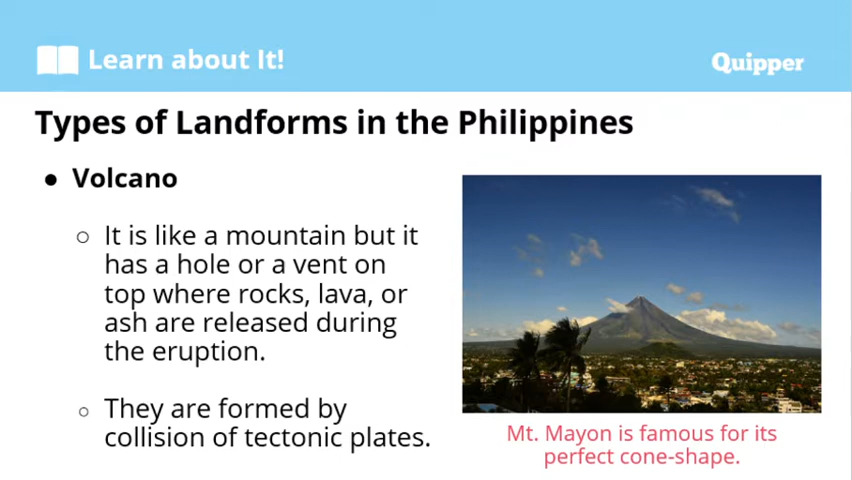 Learn about It!
Quipper
Types of Landforms in the Philippines
● Volcano
○ It is like a mountain but it
has a hole or a vent on
top where rocks, lava, or
ash are released during
the eruption.
○ They are formed by
collision of tectonic plates.
Mt. Mayon is famous for its
perfect cone-shape.